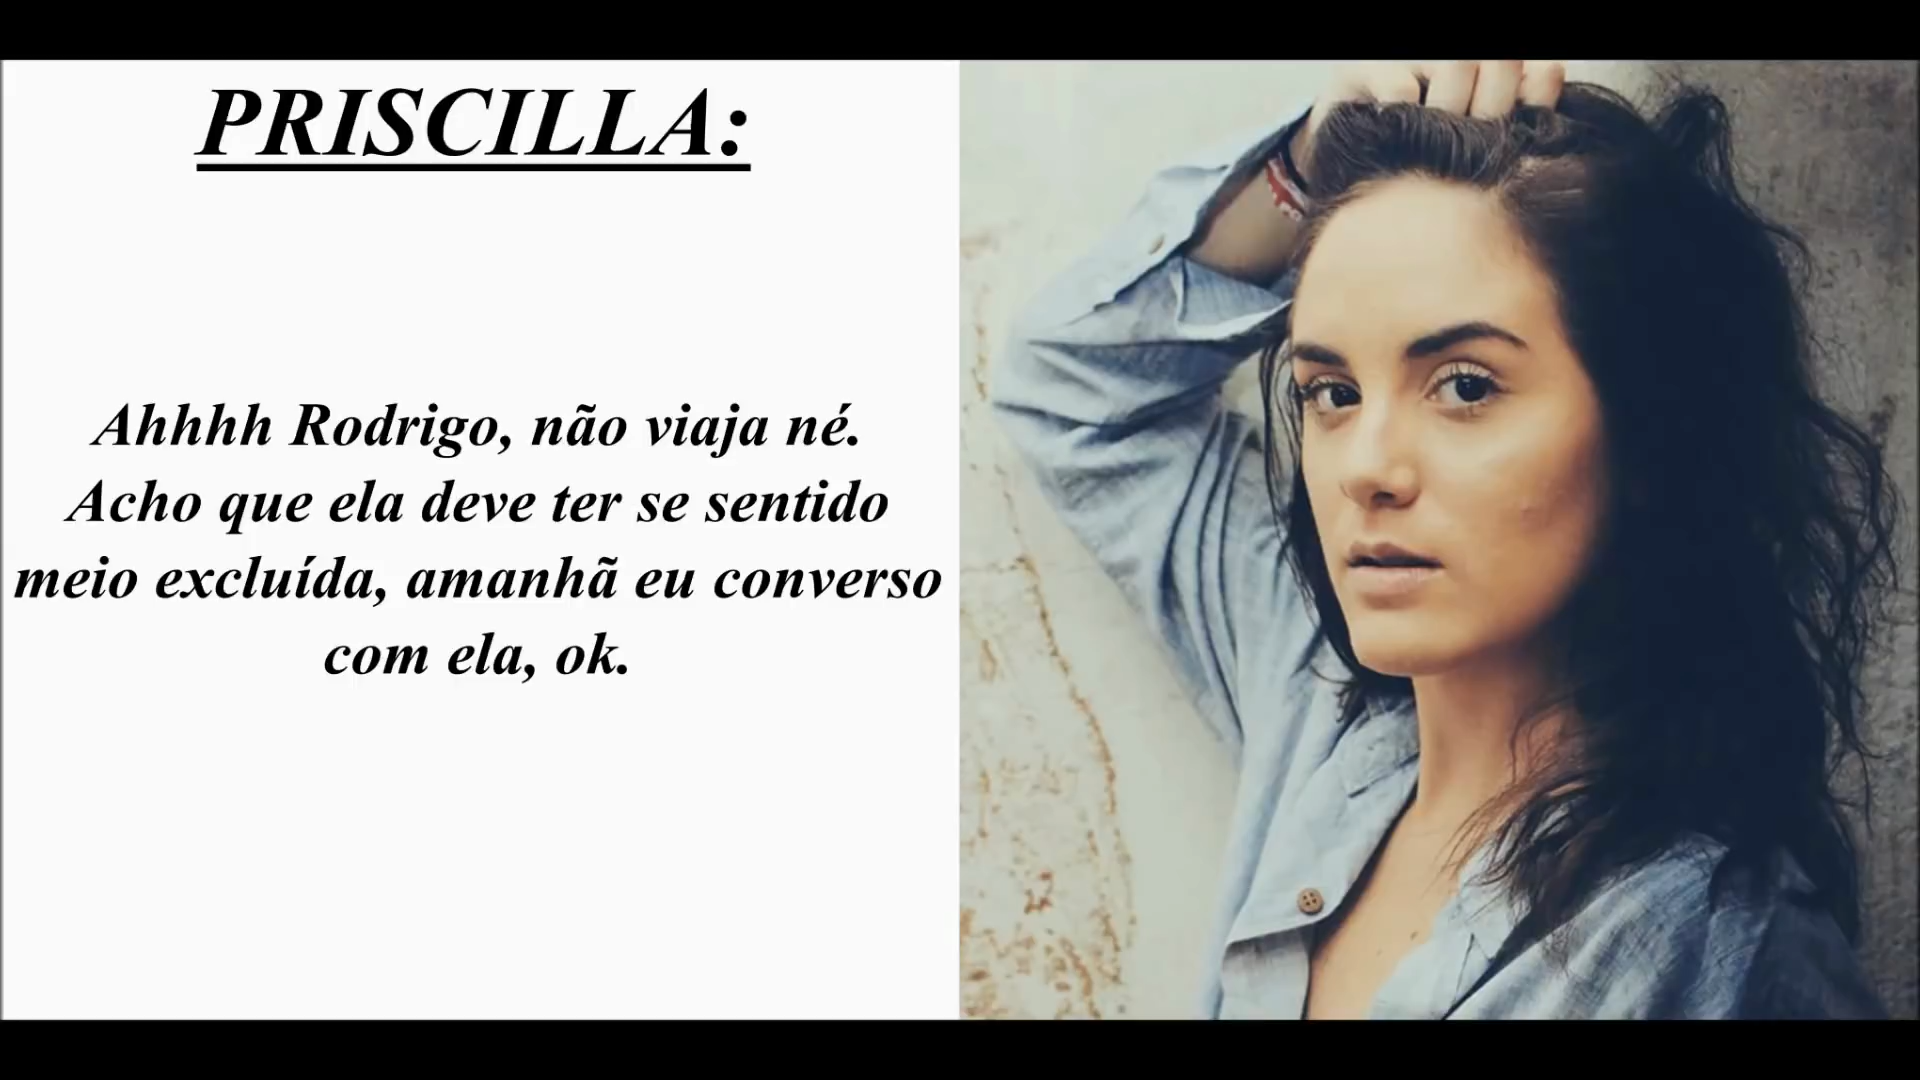 PRISCILLA:
Ahhhh Rodrigo, não viaja né.
Acho que ela deve ter se sentido
meio excluída, amanhã eu converso
com ela, ok.